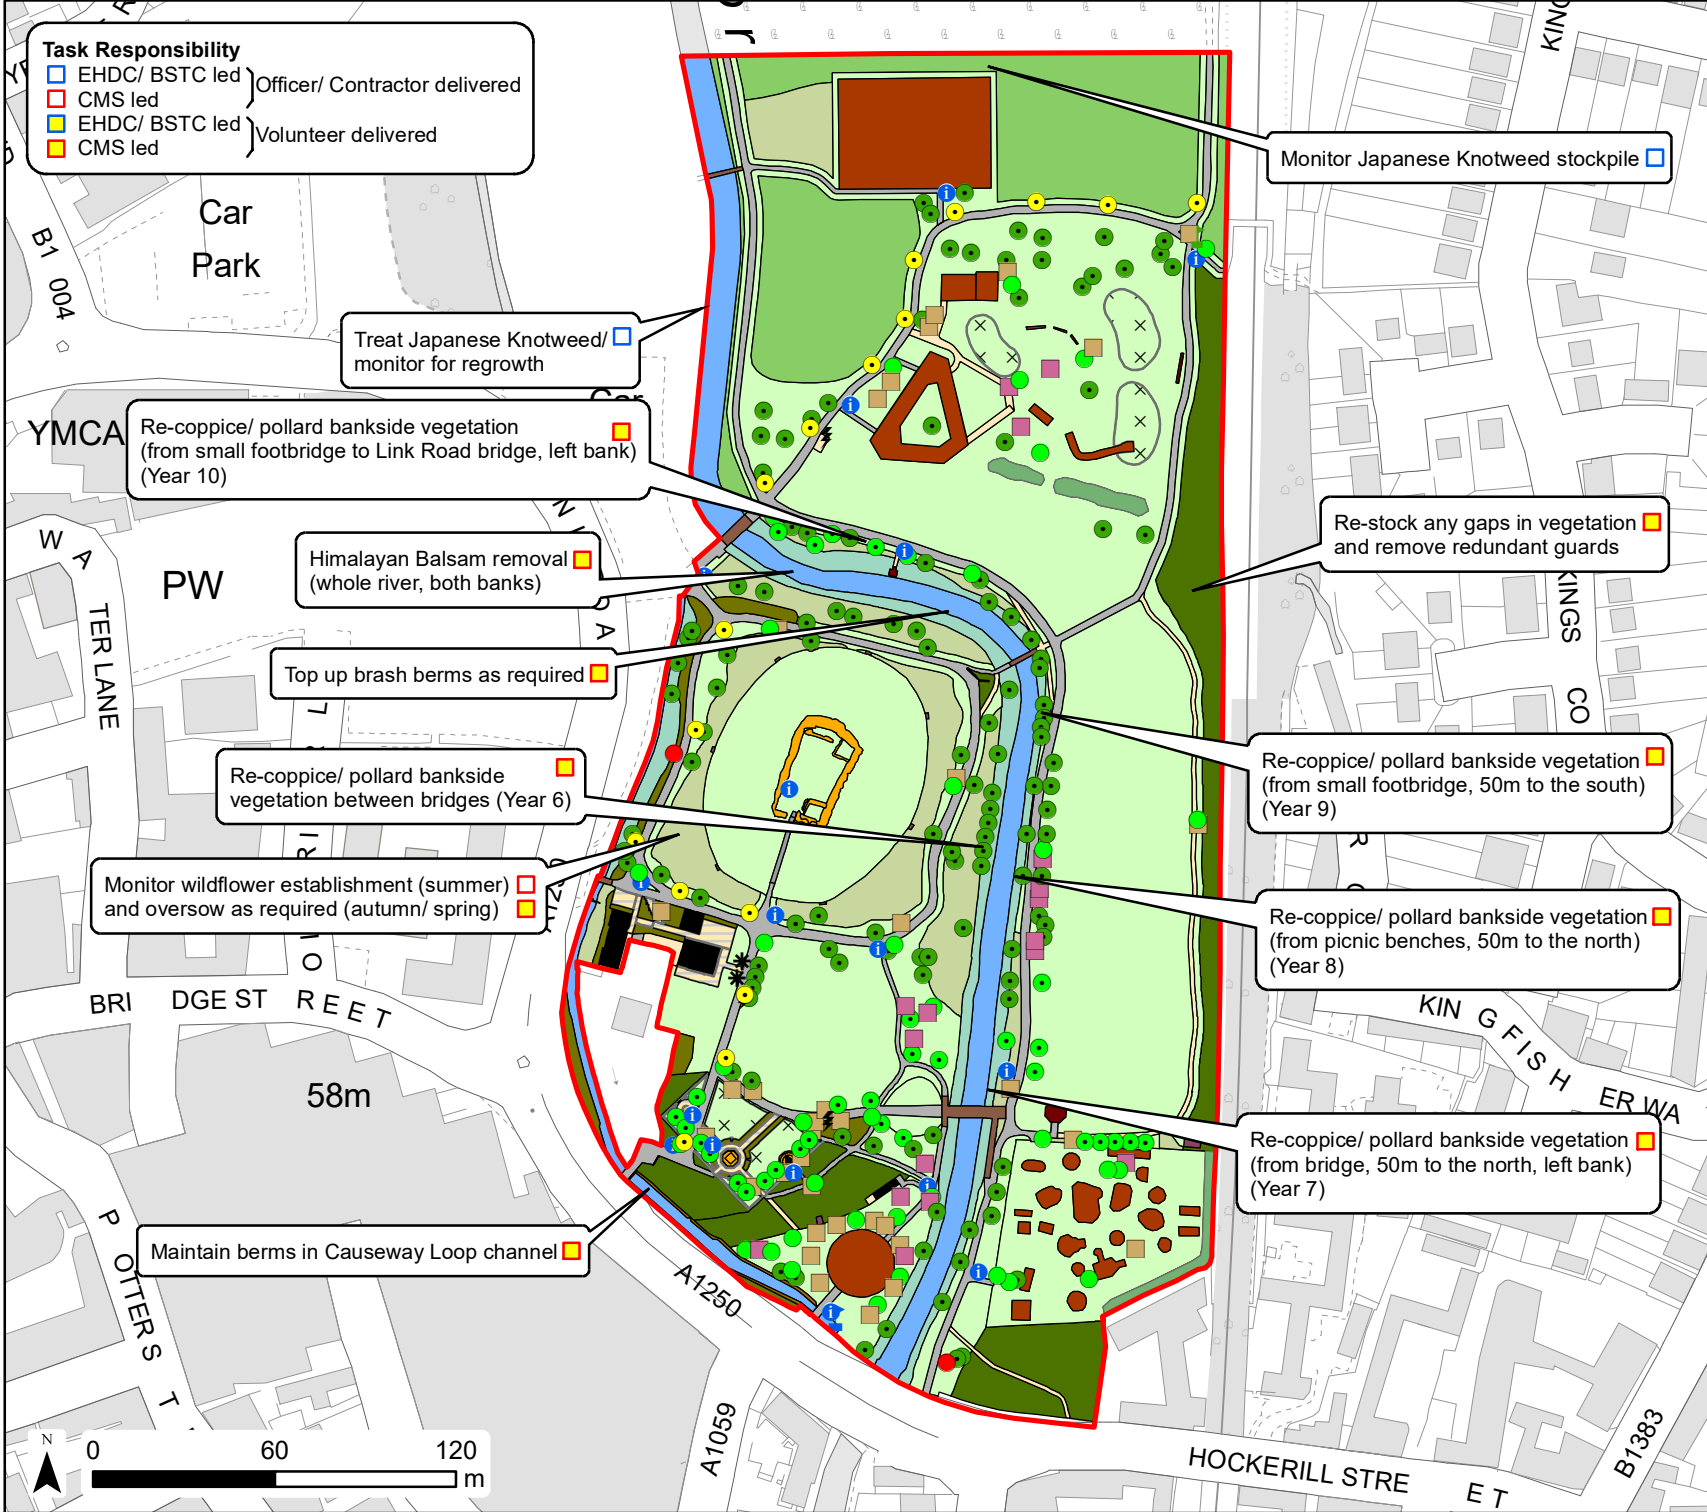 Task Responsibility
EHDC/ BSTC led
CMS led
Officer/ Contractor delivered
EHDC/ BSTC led
CMS led
Volunteer delivered
Monitor Japanese Knotweed stockpile
Car
Park
B1 004
Treat Japanese Knotweed/
monitor for regrowth
YMCA
Re-coppice/ pollard bankside vegetation
(from small footbridge to Link Road bridge, left bank)
(Year 10)
Re-stock any gaps in vegetation
and remove redundant guards
W A TER LANE
PW
Himalayan Balsam removal
(whole river, both banks)
Top up brash berms as required
KINGS CO
Re-coppice/ pollard bankside
vegetation between bridges (Year 6)
Re-coppice/ pollard bankside vegetation
(from small footbridge, 50m to the south)
(Year 9)
Monitor wildflower establishment (summer)
and oversow as required (autumn/ spring)
Re-coppice/ pollard bankside vegetation
(from picnic benches, 50m to the north)
(Year 8)
BRI DGE ST REET
KIN GFISH ER WA
58m
Re-coppice/ pollard bankside vegetation
(from bridge, 50m to the north, left bank)
(Year 7)
P OTTERS T
Maintain berms in Causeway Loop channel
A1250
A1059
HOCKERILL STRE ET
B1383
N
0 60 120
m